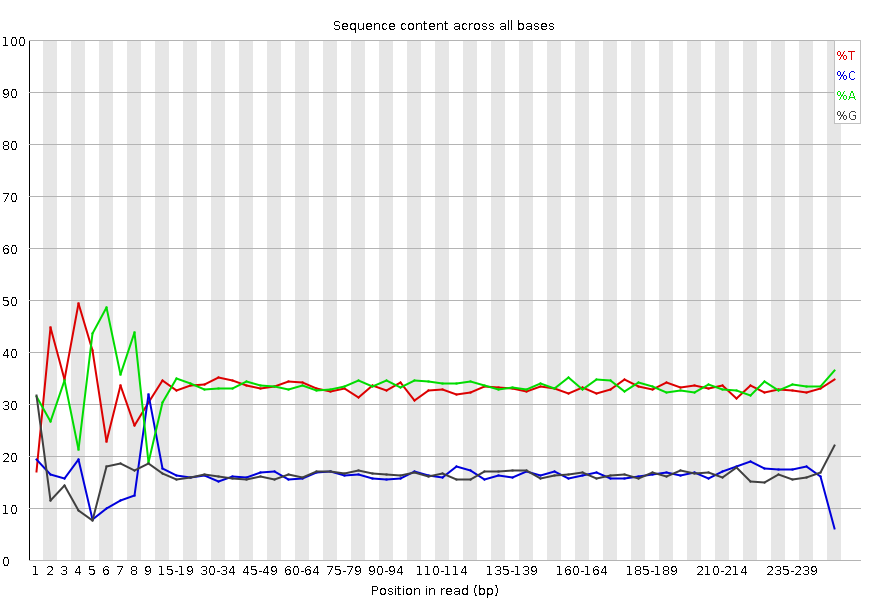 Sequence content across all bases
100
90
80
70
60
50
40
30
20
10
0
%T
%C
%A
%G
1 2 3 4 5 6 7 8 9 15-19 30-34 45-49 60-64 75-79 90-94 110-114 135-139 160-164 185-189 210-214 235-239
Position in read (bp)